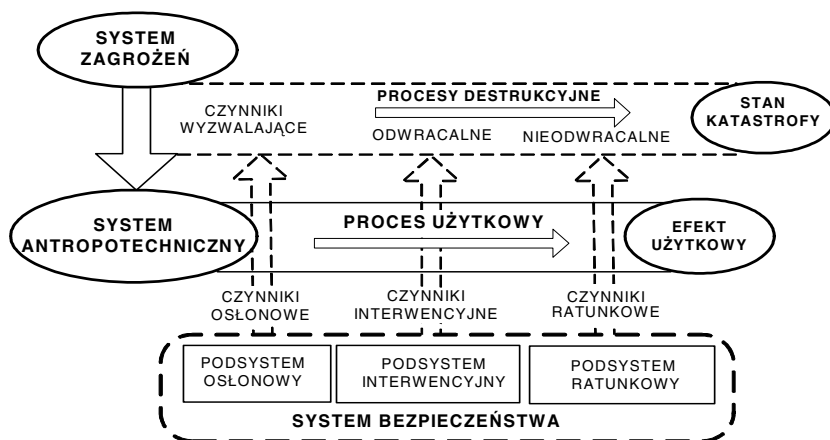 SYSTEM
ZAGROŻEŃ
PROCESY DESTRUKCYJNE
CZYNNIKI
WYZWALAJĄCE
ODWRACALNE
NIEODWRACALNE
STAN
KATASTROFY
SYSTEM
ANTROPOTECHNICZNY
PROCES UŻYTKOWY
EFEKT
UŻYTKOWY
CZYNNIKI
OSŁONOWE
CZYNNIKI
INTERWENCYJNE
CZYNNIKI
RATUNKOWE
PODSYSTEM
OSŁONOWY
PODSYSTEM
INTERWENCYJNY
PODSYSTEM
RATUNKOWY
SYSTEM BEZPIECZEŃSTWA